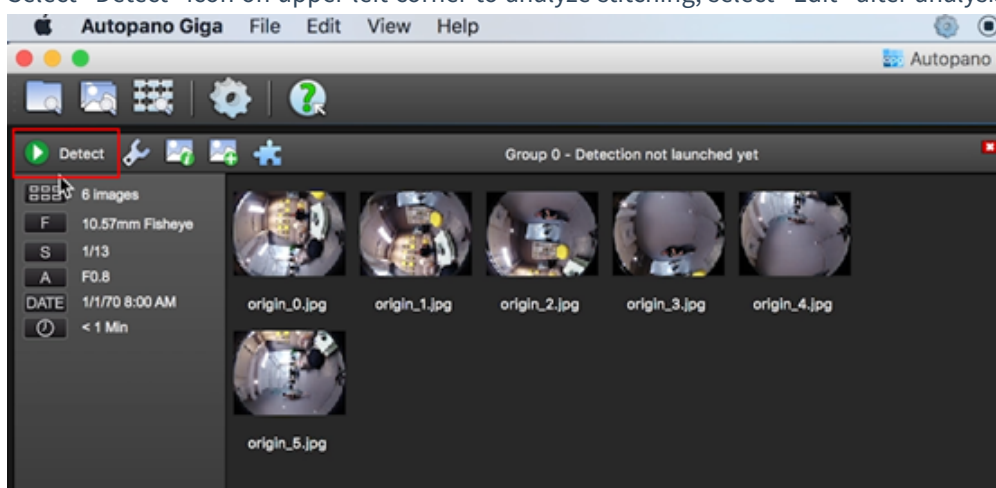 Autopano Giga File Edit View Help
Autopano
Detect
Group 0 - Detection not launched yet
6 images
F 10.57mm Fisheye
S 1/13
A F0.8
DATE 1/1/70 8:00 AM
< 1 Min
origin_0.jpg origin_1.jpg origin_2.jpg origin_3.jpg origin_4.jpg
origin_5.jpg